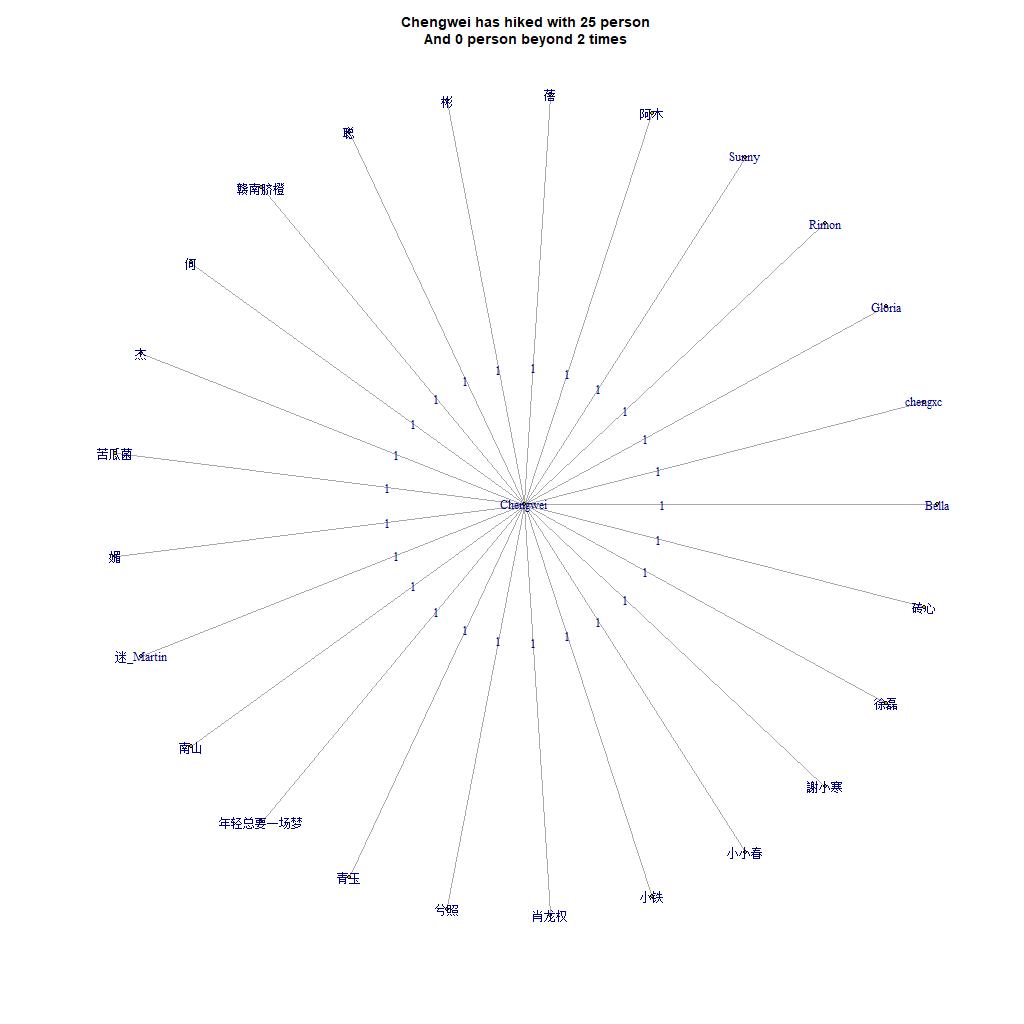 Chengwei has hiked with 25 person
And 0 person beyond 2 times
蓓
彬
阿木
聪
Sunny
赣南脐橙
Rimon
何
Gloria
杰
chengxc
苦瓜菌
1
1
1
1
1
1
1
1
1
1
1
1
1
1
Chengwei
1
Bella
1
1
媚
1
1
1
1
砖心
1
1
1
1
1
1
迷_Martin
徐磊
南山
謝小寒
年轻总要一场梦
小小春
青玉
小铁
兮照
肖龙权